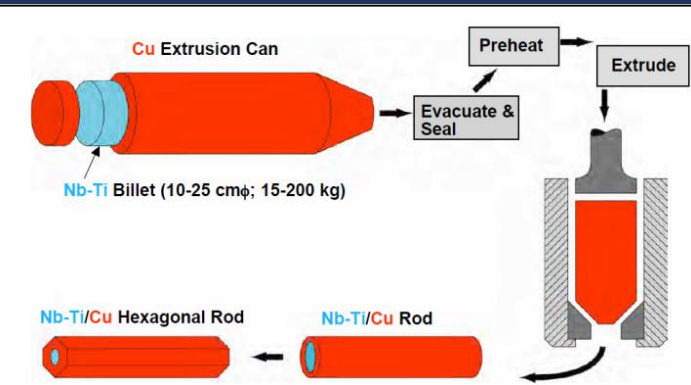 Cu Extrusion Can
Preheat
Extrude
Evacuate &
Seal
Nb-Ti Billet (10-25 cmϕ; 15-200 kg)
Nb-Ti/Cu Hexagonal Rod
Nb-Ti/Cu Rod